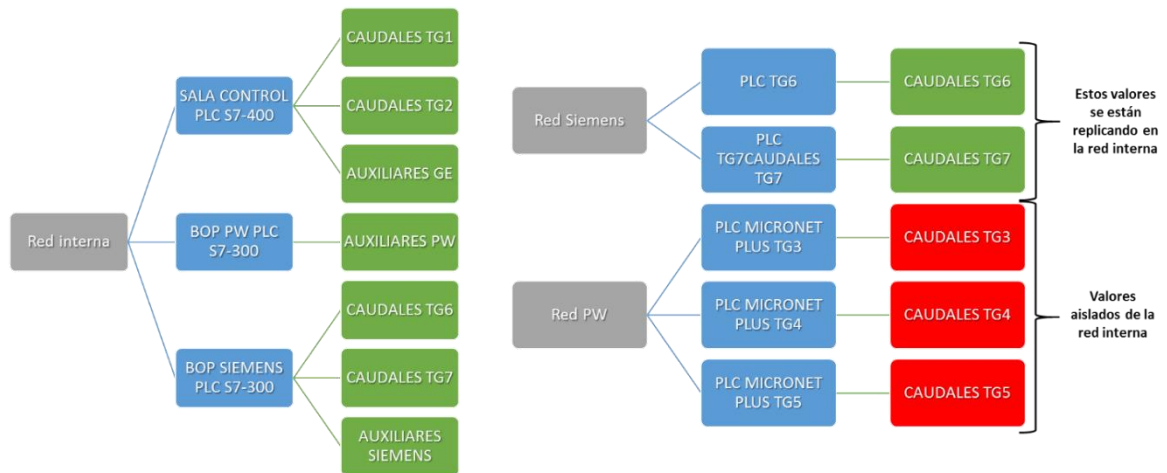 Red interna
SALA CONTROL
PLC S7-400
CAUDALES TG1
CAUDALES TG2
AUXILIARES GE
BOP PW PLC
S7-300
AUXILIARES PW
BOP SIEMENS
PLC S7-300
CAUDALES TG6
CAUDALES TG7
AUXILIARES
SIEMENS
Red Siemens
PLC TG6
CAUDALES TG6
PLC
TG7CAUDALES
TG7
CAUDALES TG7
Estos valores
se están
replicando en
la red interna
Red PW
PLC MICRONET
PLUS TG3
CAUDALES TG3
PLC MICRONET
PLUS TG4
CAUDALES TG4
PLC MICRONET
PLUS TG5
CAUDALES TG5
Valores
aislados de la
red interna